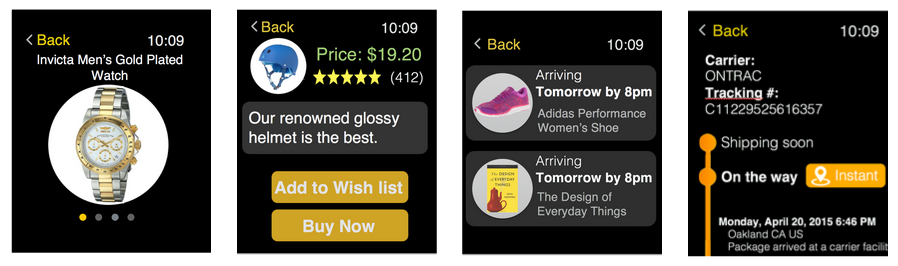 Back 10:09
Invicta Men's Gold Plated
Watch
Back 10:09
Price: $19.20
(412)
Our renowned glossy
helmet is the best.
Add to Wish list
Buy Now
Back 10:09
Arriving
Tomorrow by 8pm
Adidas Performance
Women's Shoe
Arriving
Tomorrow by 8pm
The DESIGN
of EVERYDAY
THINGS
The Design of
Everyday Things
Back 10:09
Carrier:
ONTRAC
Tracking #:
C11229525616357
Shipping soon
On the way Instant
Monday, April 20, 2015 6:46 PM
Oakland CA US
Package arrived at a carrier facilit